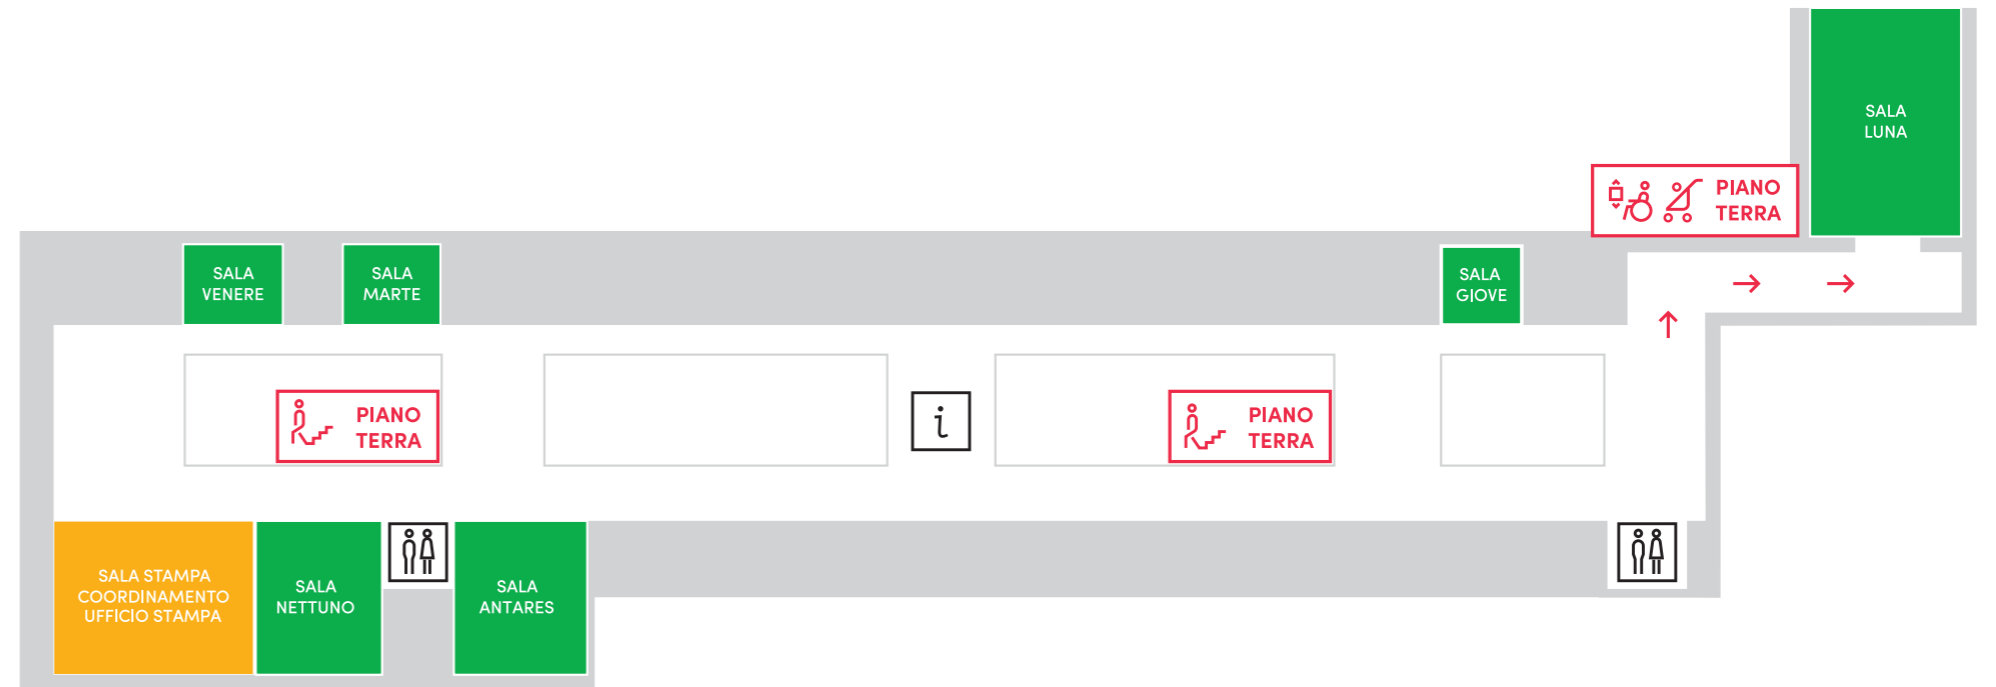 SALA
LUNA
PIANO
TERRA
SALA
VENERE
SALA
MARTE
SALA
GIOVE
PIANO
TERRA
i
PIANO
TERRA
SALA STAMPA
COORDINAMENTO
UFFICIO STAMPA
SALA
NETTUNO
SALA
ANTARES